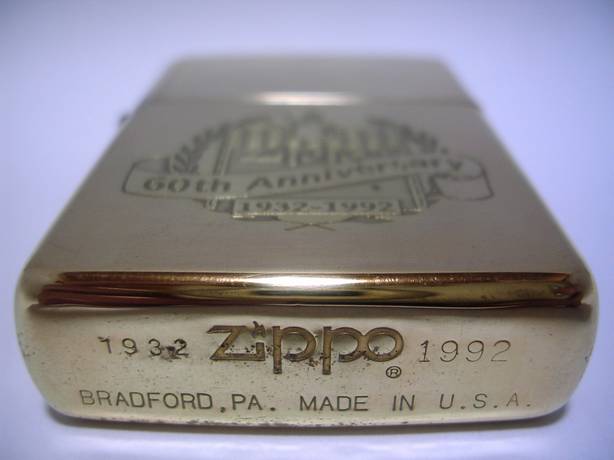 60th Anniversary
1932-1992
1932 Zippo® 1992
BRADFORD, PA. MADE IN U.S.A.